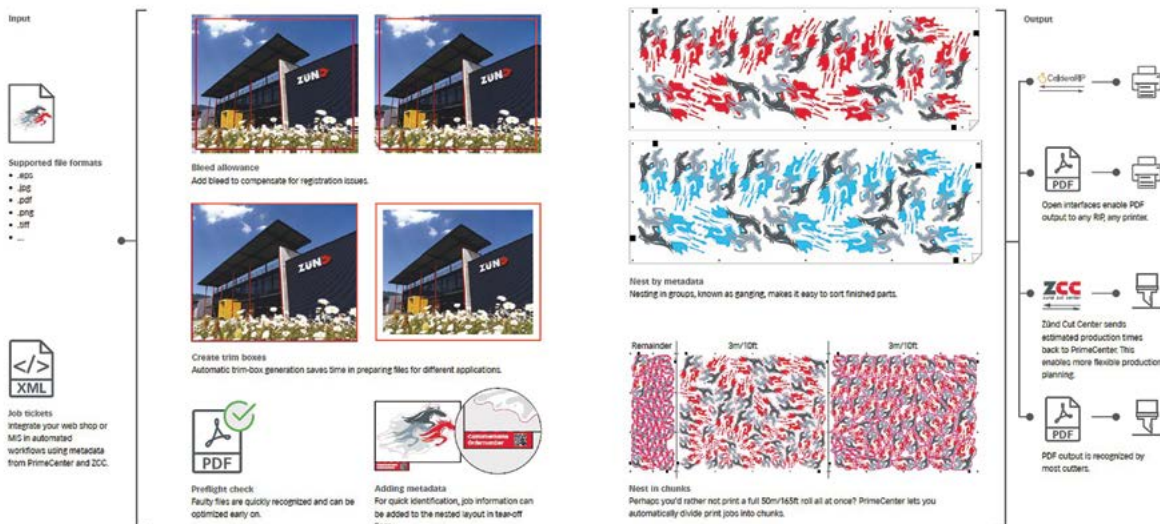 Input
Supported file formats
• .eps
• .jpg
• .pdf
• .png
• .tiff
• ...
XML
Job tickets
Integrate your web shop or
MIS in automated
workflows using metadata
from PrimeCenter and ZCC.
ZÜND
ZÜND
Bleed allowance
Add bleed to compensate for registration issues.
ZÜND
ZÜND
Create trim boxes
Automatic trim-box generation saves time in preparing files for different applications.
PDF
Preflight check
Faulty files are quickly recognized and can be
optimized early on.
Adding metadata
For quick identification, job information can
be added to the nested layout in tear-off
Nest by metadata
Nesting in groups, known as ganging, makes it easy to sort finished parts.
Remainder
3m/10ft
3m/10ft
Nest in chunks
Perhaps you'd rather not print a full 50m/165ft roll all at once? PrimeCenter lets you
automatically divide print jobs into chunks.
Output
CalderaRIP
PDF
Open interfaces enable PDF
output to any RIP, any printer.
ZCC
zünd cut center
Zünd Cut Center sends
estimated production times
back to PrimeCenter. This
enables more flexible production
planning.
PDF
PDF output is recognized by
most cutters.